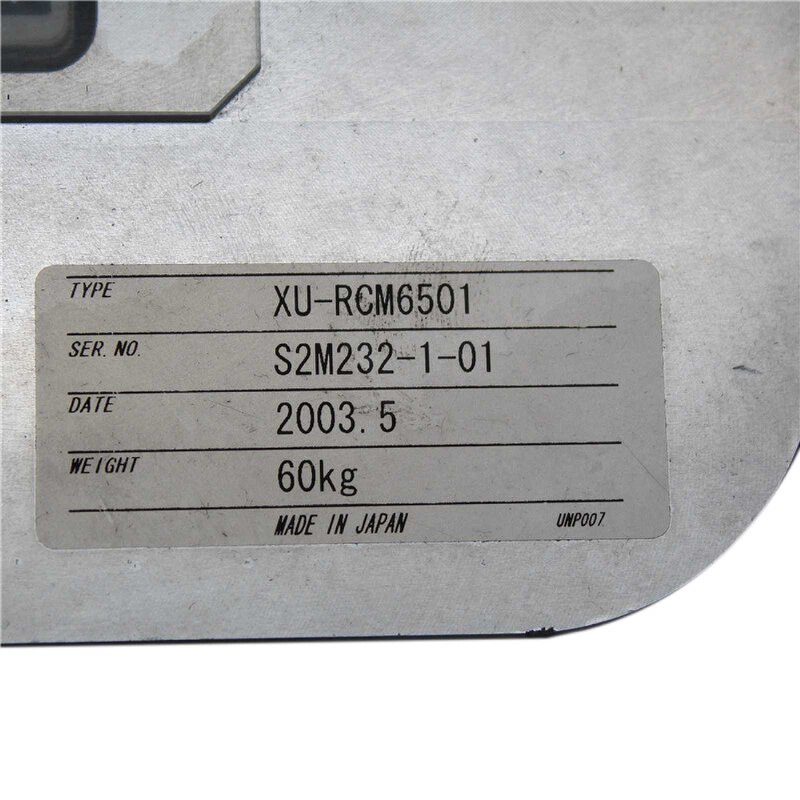 TYPE XU-RCM6501
SER. NO. S2M232-1-01
DATE 2003. 5
WEIGHT 60kg
MADE IN JAPAN UNP007